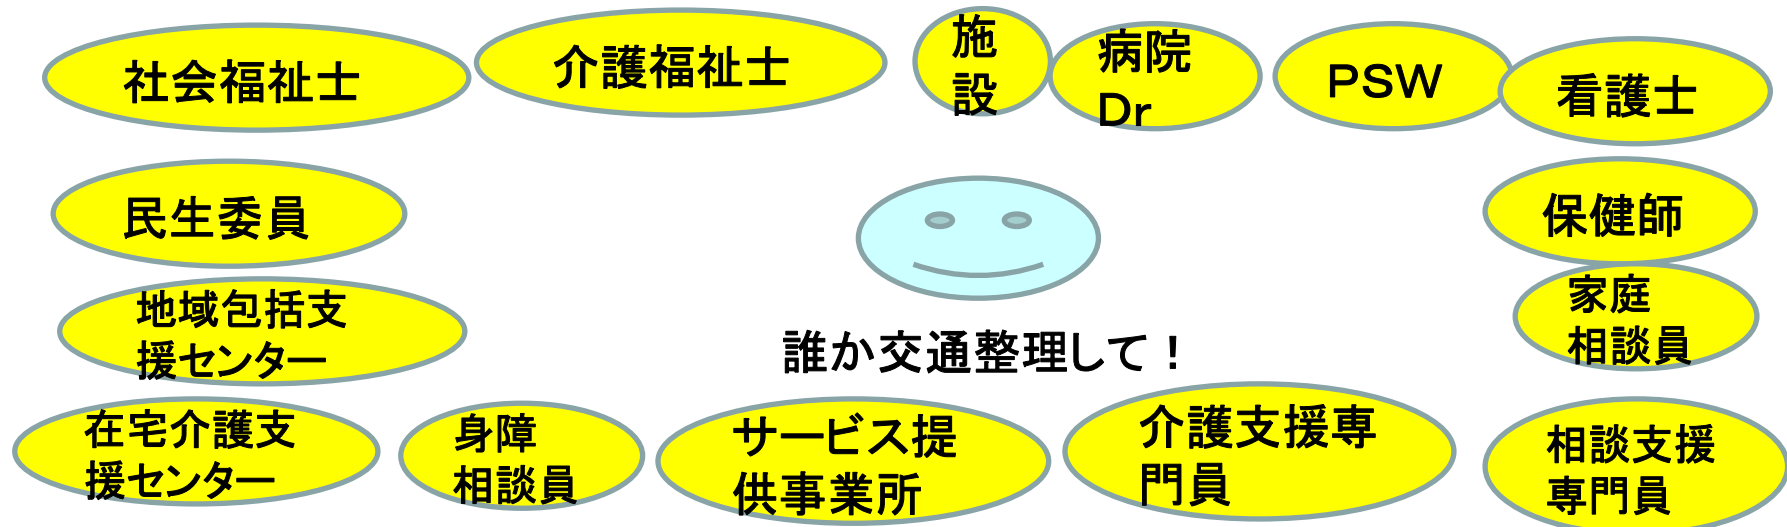 社会福祉士
介護福祉士
施
設
病院
Ｄr
ＰＳＷ
看護士
民生委員
保健師
地域包括支
援センター
家庭
相談員
誰か交通整理して！
在宅介護支
援センター
身障
相談員
サービス提
供事業所
介護支援専
門員
相談支援
専門員